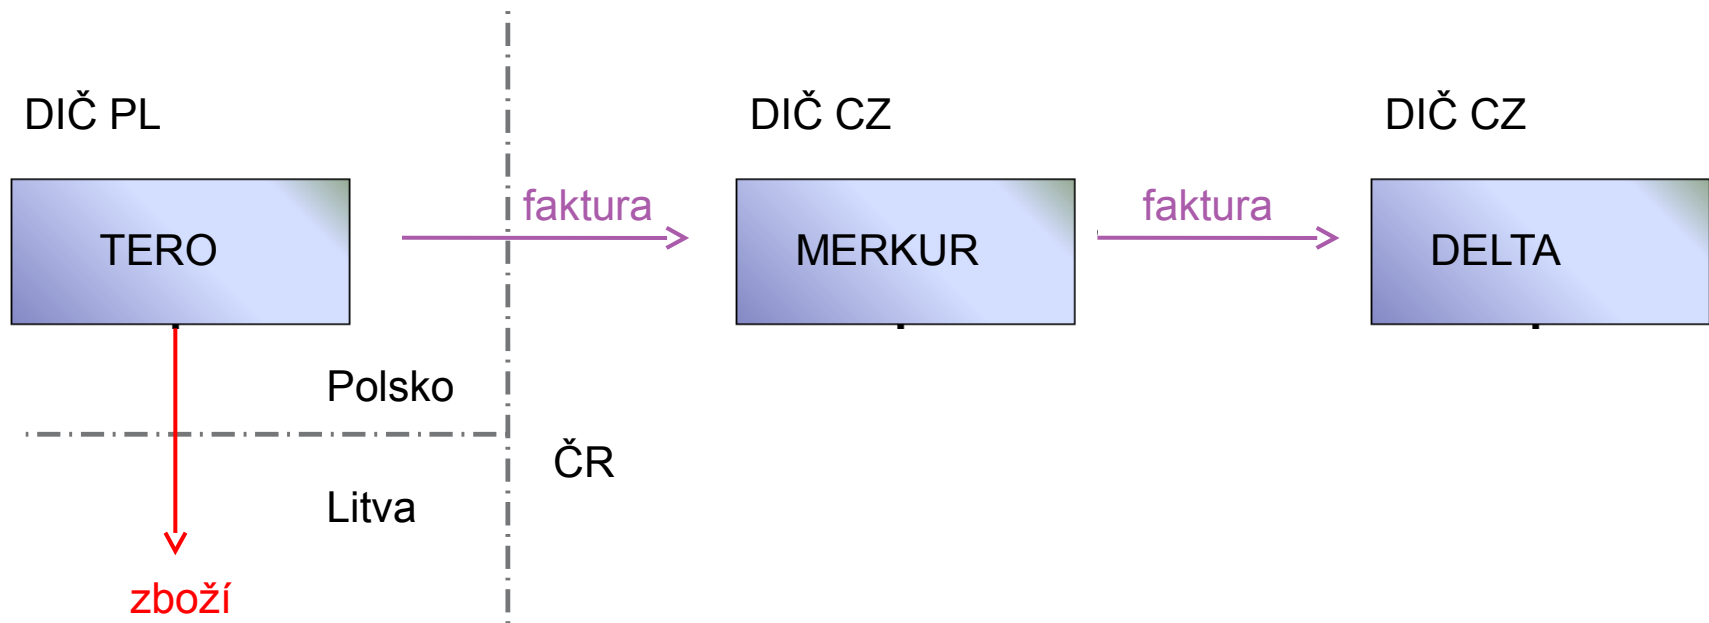 DIČ PL
DIČ CZ
DIČ CZ
faktura
faktura
TERO
MERKUR
DELTA
Polsko
ČR
Litva
zboží